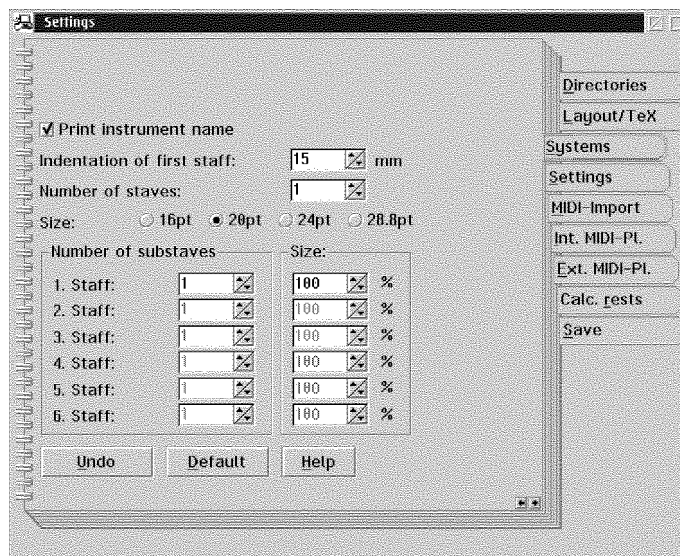 Settings
Print instrument name
Indentation of first staff: 15 mm
Number of staves: 1
Size: 16pt 20pt 24pt 28.8pt
Number of substaves Size:
1. Staff: 1 100 %
2. Staff: 1 100 %
3. Staff: 1 100 %
4. Staff: 1 100 %
5. Staff: 1 100 %
6. Staff: 1 100 %
Undo Default Help
Directories
Layout/TeX
Systems
Settings
MIDI-Import
Int. MIDI-Pl.
Ext. MIDI-Pl.
Calc. rests
Save